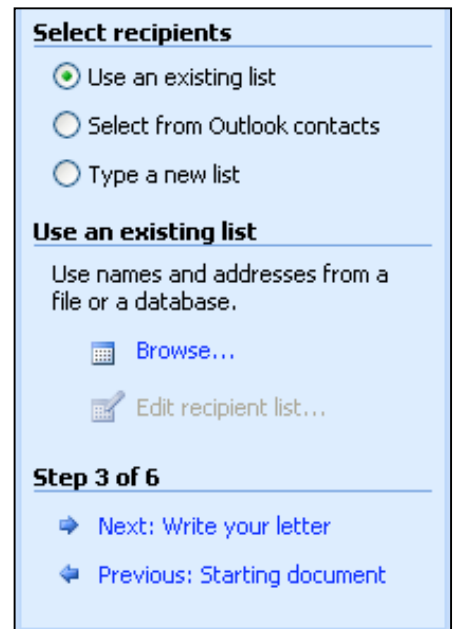 Select recipients
Use an existing list
Select from Outlook contacts
Type a new list
Use an existing list
Use names and addresses from a
file or a database.
Browse...
Edit recipient list...
Step 3 of 6
Next: Write your letter
Previous: Starting document